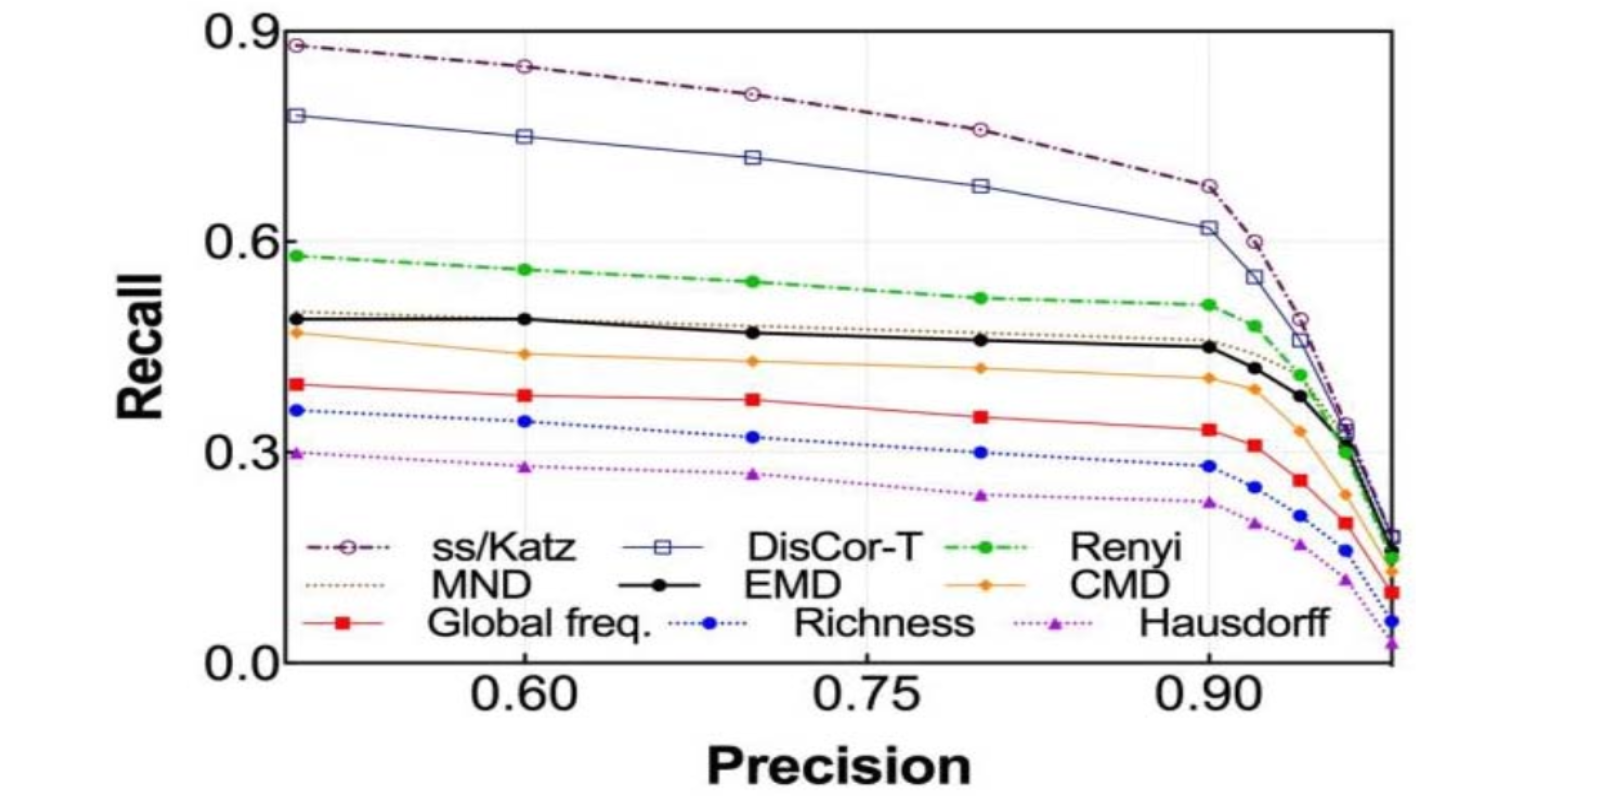 0.9
0.6
0.3
0.0
Recall
ss/Katz DisCor-T Renyi
MND EMD CMD
Global freq. Richness Hausdorff
0.60 0.75 0.90
Precision